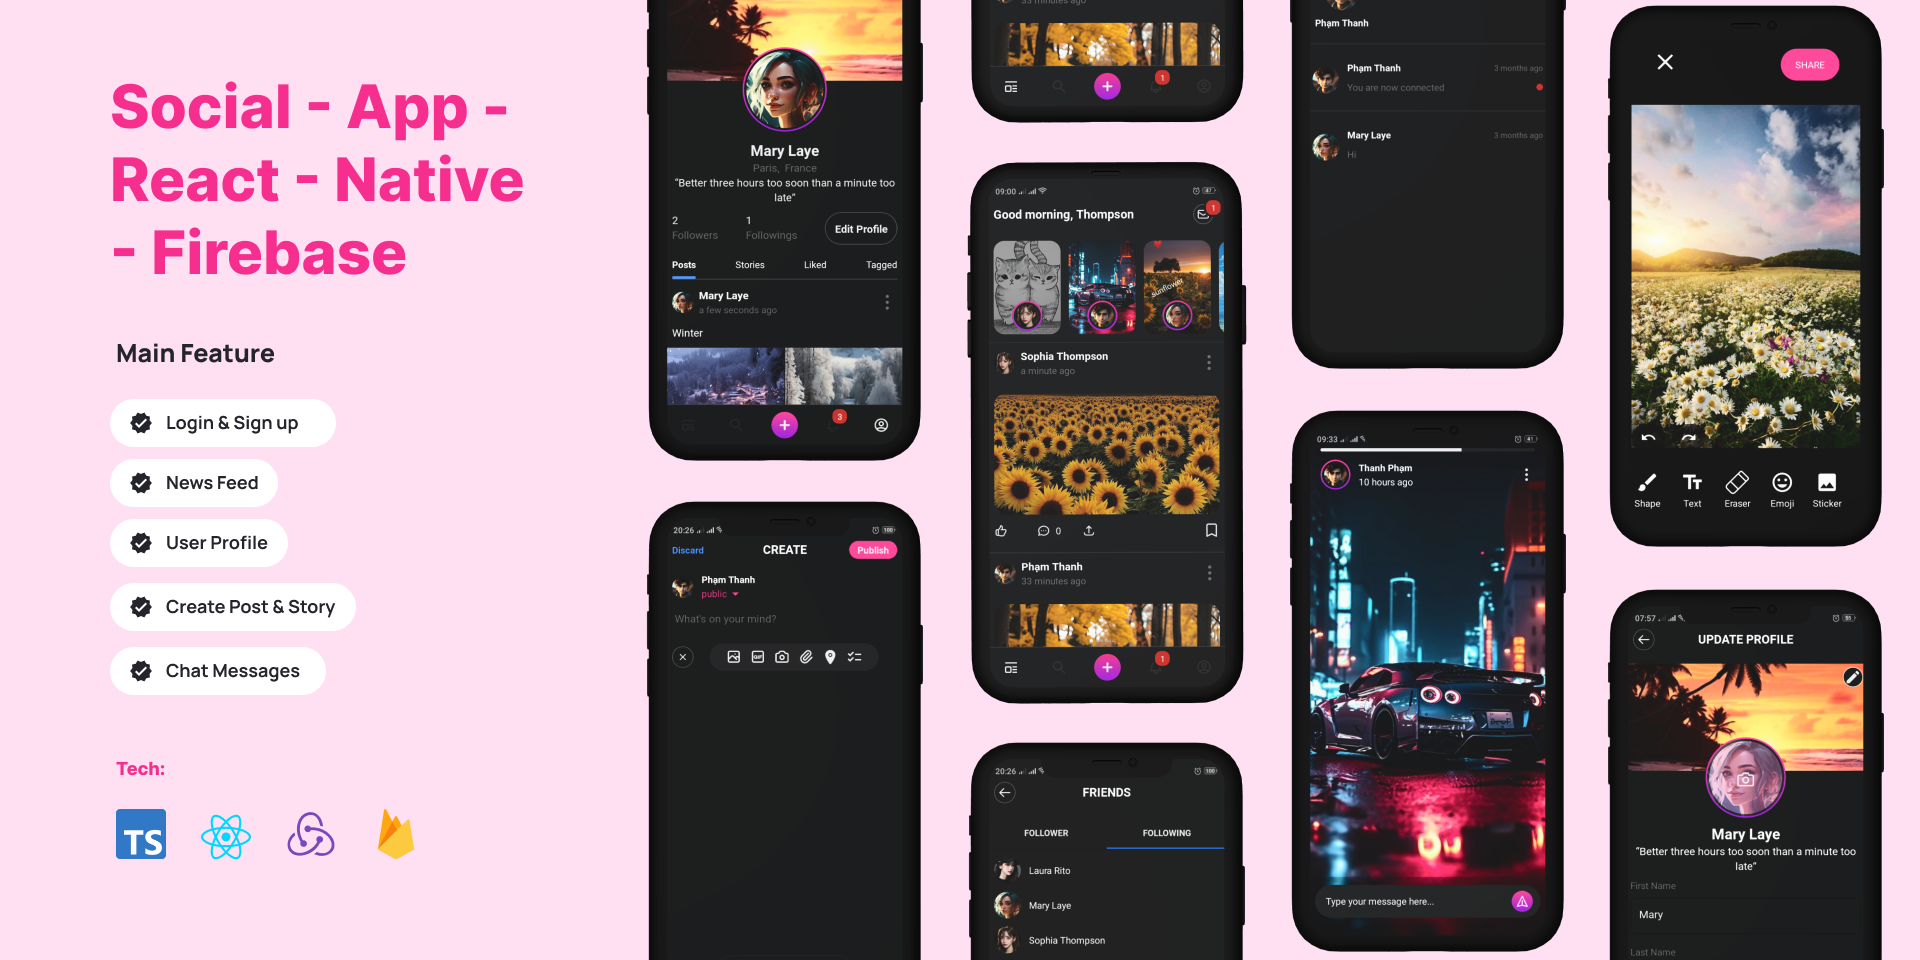 Social - App -
React - Native
- Firebase
Main Feature
Login & Sign up
News Feed
User Profile
Create Post & Story
Chat Messages
Tech:
TS
Mary Laye
Paris, France
“Better three hours too soon than a minute too
late”
2
Followers
1
Followings
Edit Profile
Posts
Stories
Liked
Tagged
Mary Laye
a few seconds ago
Winter
3
20:26
100
Discard
CREATE
Publish
Phạm Thanh
public
What's on your mind?
GIF
33 minutes ago
1
09:00
47
Good morning, Thompson
1
sunflower
Sophia Thompson
a minute ago
0
Phạm Thanh
33 minutes ago
1
20:26
100
FRIENDS
FOLLOWER
FOLLOWING
Laura Rito
Mary Laye
Sophia Thompson
Phạm Thanh
Phạm Thanh
3 months ago
You are now connected
Mary Laye
3 months ago
Hi
09:33
41
Thanh Phạm
10 hours ago
Type your message here...
SHARE
Shape
Text
Eraser
Emoji
Sticker
07:57
UPDATE PROFILE
Mary Laye
“Better three hours too soon than a minute too
late”
First Name
Mary
Last Name